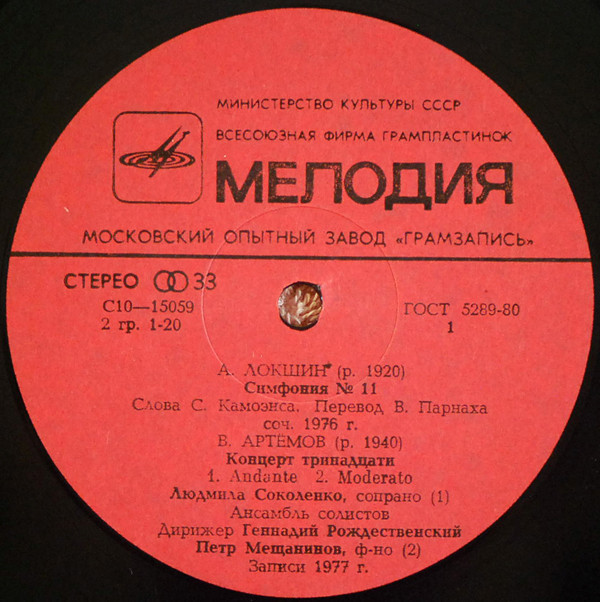 МИНИСТЕРСТВО КУЛЬТУРЫ СССР
ВСЕСОЮЗНАЯ ФИРМА ГРАМПЛАСТИНОК
МЕЛОДИЯ
МОСКОВСКИЙ ОПЫТНЫЙ ЗАВОД «ГРАМЗАПИСЬ»
СТЕРЕО 33
С10—15059
2 гр. 1-20
ГОСТ 5289-80
1
А. ЛОКШИН (р. 1920)
Симфония № 11
Слова С. Камоэнса. Перевод В. Парнаха
соч. 1976 г.
В. АРТЁМОВ (р. 1940)
Концерт тринадцати
1. Andante 2. Moderato
Людмила Соколенко, сопрано (1)
Ансамбль солистов
Дирижер Геннадий Рождественский
Петр Мещанинов, ф-но (2)
Записи 1977 г.